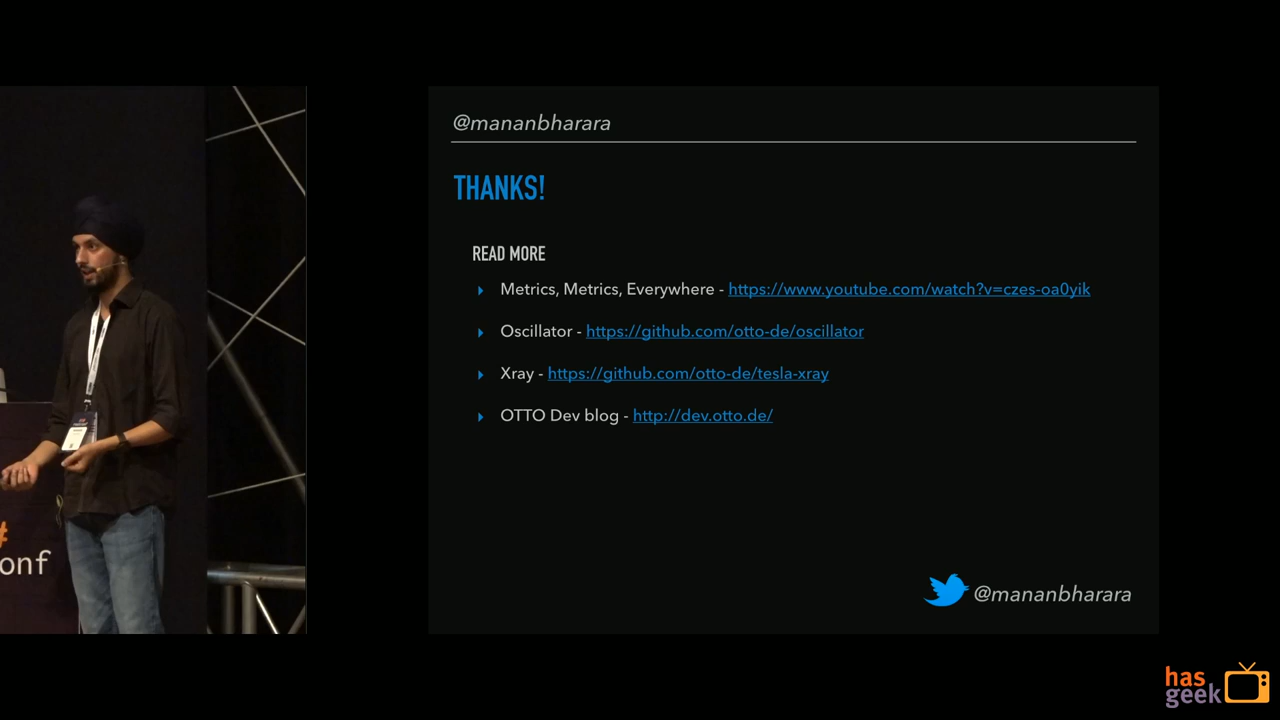 @mananbharara
THANKS!
READ MORE
Metrics, Metrics, Everywhere - https://www.youtube.com/watch?v=czes-oa0yik
Oscillator - https://github.com/otto-de/oscillator
Xray - https://github.com/otto-de/tesla-xray
OTTO Dev blog - http://dev.otto.de/
#
onf
@mananbharara
has
geek